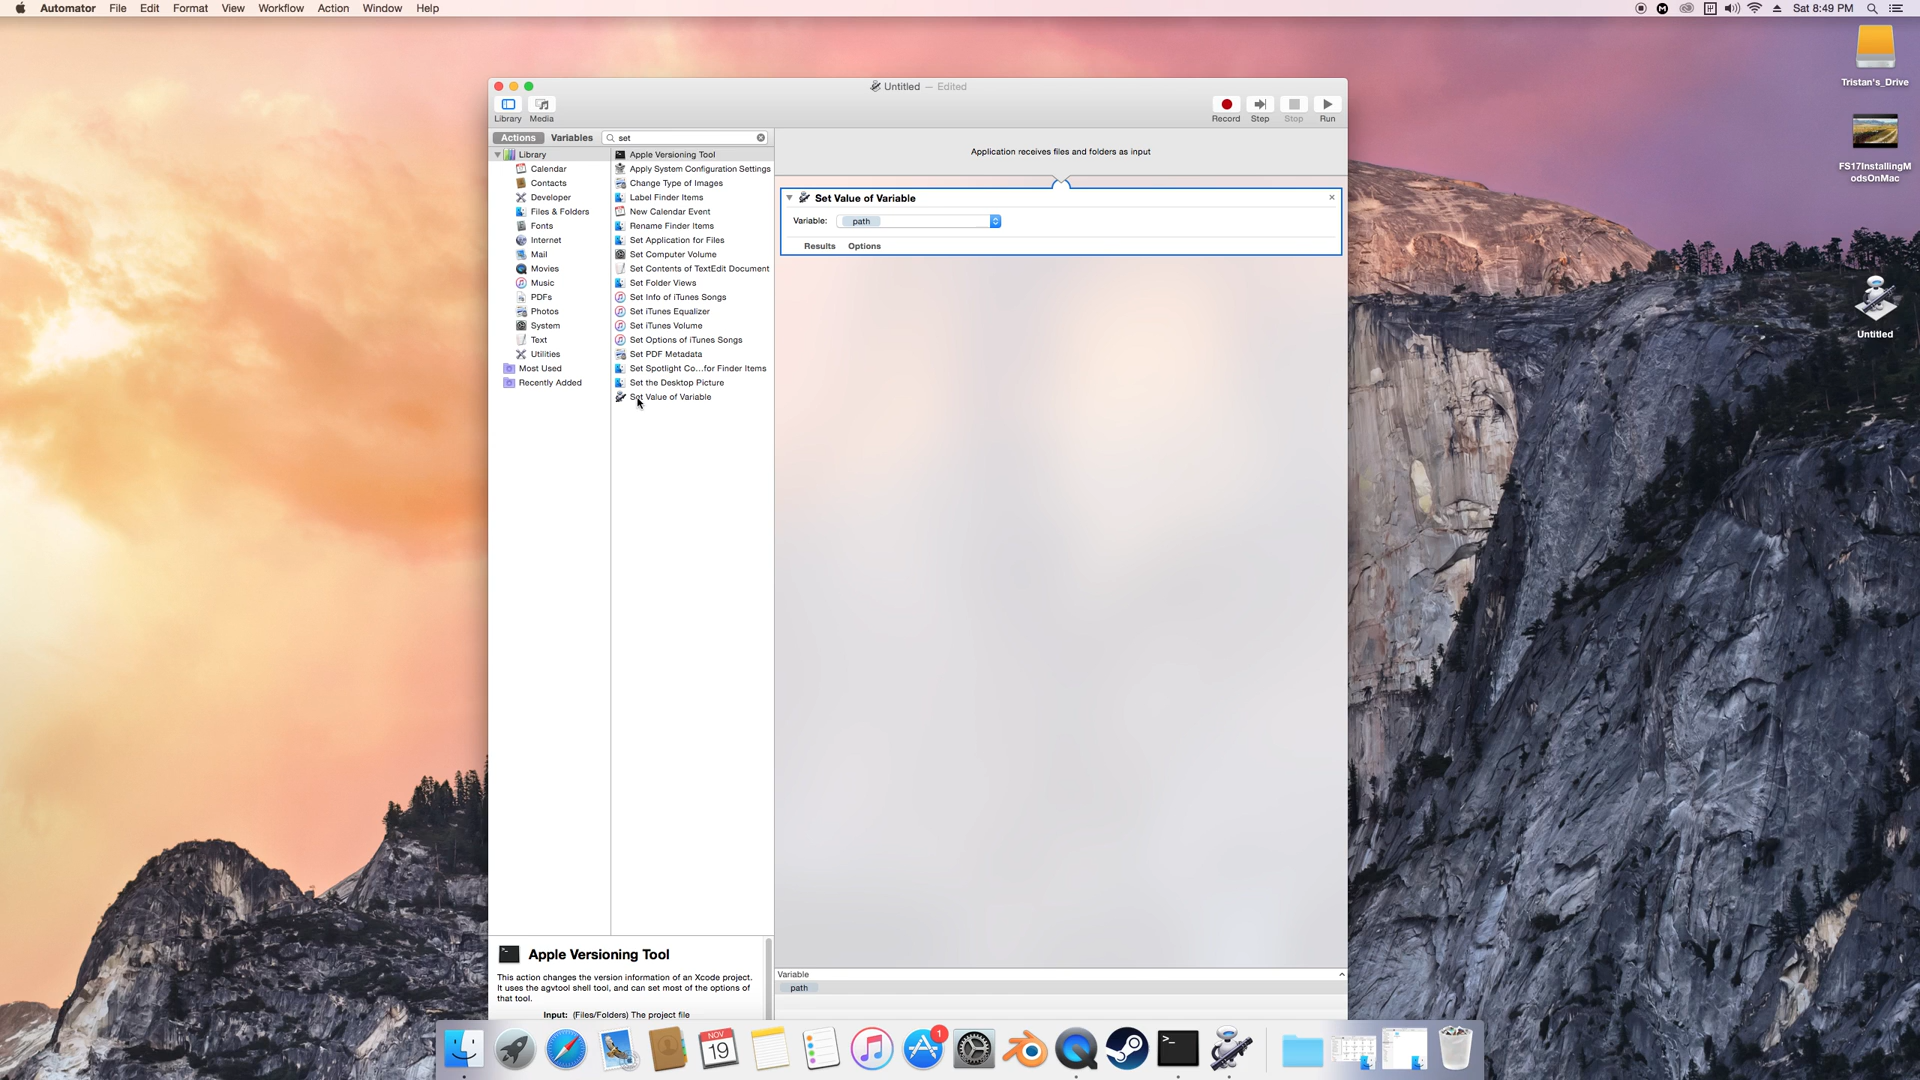 Automator File Edit Format View Window Workflow Action Window Help
Sat 8:49 PM
Tristan's_Drive
FS17InstallingM
odsOnMac
Untitled
Untitled — Edited
Library Media
Record Step Stop Run
Actions Variables set
Library
Calendar
Contacts
Developer
Files & Folders
Fonts
Internet
Mail
Movies
Music
PDFs
Photos
System
Text
Utilities
Most Used
Recently Added
Apple Versioning Tool
Apply System Configuration Settings
Change Type of Images
Label Finder Items
New Calendar Event
Rename Finder Items
Set Application for Files
Set Computer Volume
Set Contents of TextEdit Document
Set Folder Views
Set Info of iTunes Songs
Set iTunes Equalizer
Set iTunes Volume
Set Options of iTunes Songs
Set PDF Metadata
Set Spotlight Co...for Finder Items
Set the Desktop Picture
Set Value of Variable
Application receives files and folders as input
Set Value of Variable
Variable: path
Results Options
Apple Versioning Tool
This action changes the version information of an Xcode project.
It uses the agvtool shell tool, and can set most of the options of
that tool.
Input: (Files/Folders) The project file
Variable
path
NOV
19
1